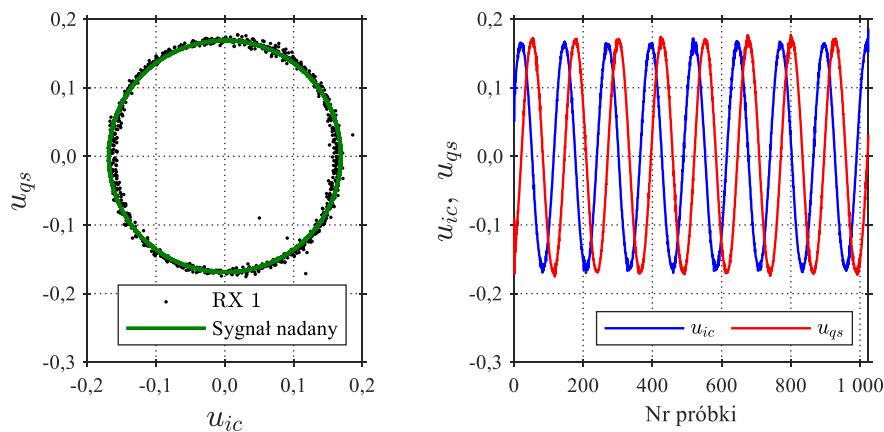 0,2
0,1
0,0
-0,1
-0,2
-0,3
u_qs
RX 1
Sygnał nadany
-0,2 -0,1 0,0 0,1 0,2
u_ic
0,2
0,1
0,0
-0,1
-0,2
-0,3
u_ic, u_qs
u_ic u_qs
0 200 400 600 800 1 000
Nr próbki